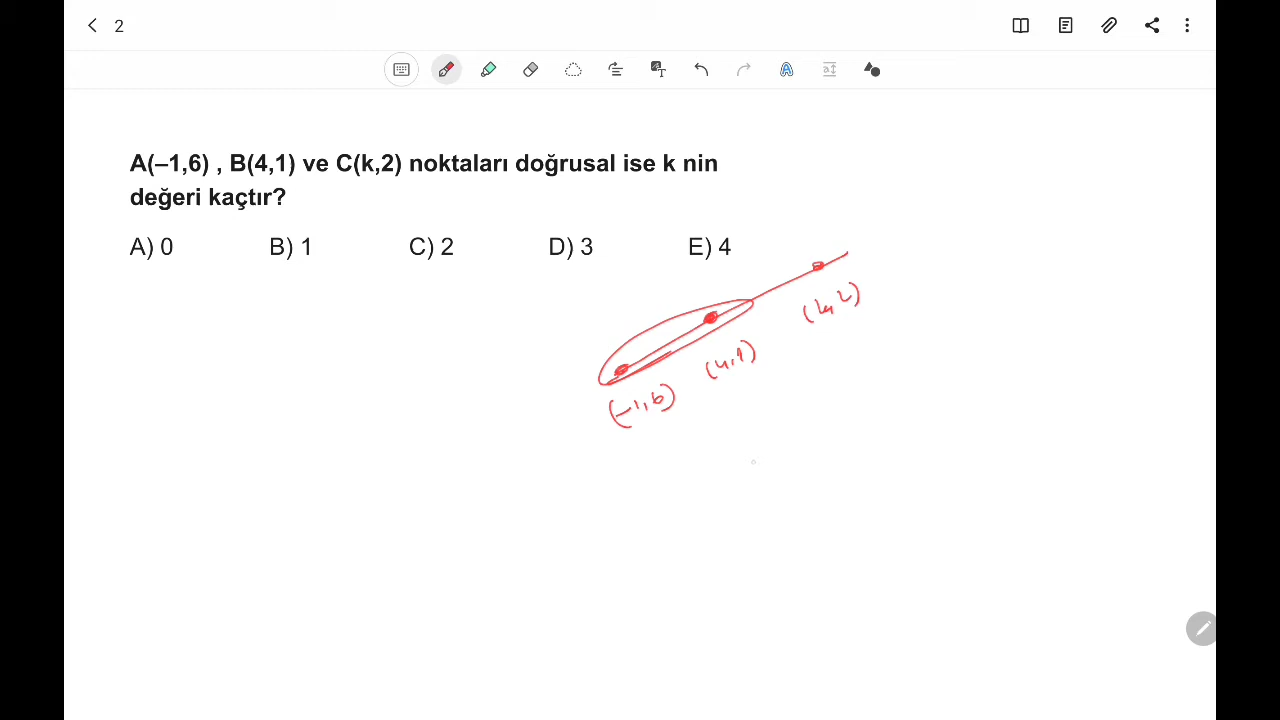 2
A(–1,6) , B(4,1) ve C(k,2) noktaları doğrusal ise k nin
değeri kaçtır?
A) 0 B) 1 C) 2 D) 3 E) 4
(k,2)
(4,1)
(-1,6)